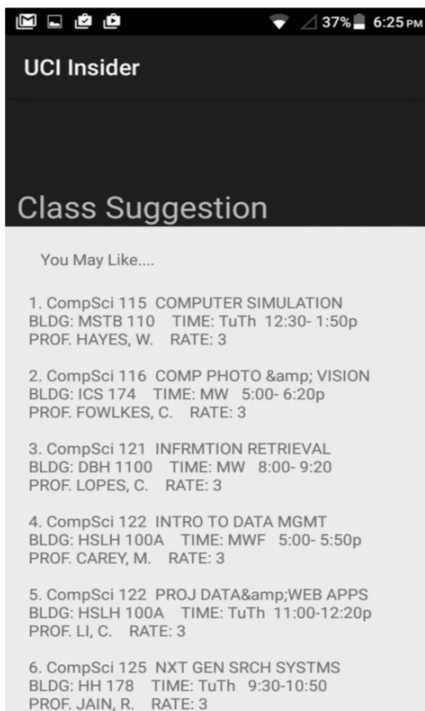 37% 6:25 PM
UCI Insider
Class Suggestion
You May Like....
1. CompSci 115 COMPUTER SIMULATION
BLDG: MSTB 110 TIME: TuTh 12:30- 1:50p
PROF. HAYES, W. RATE: 3
2. CompSci 116 COMP PHOTO &amp; VISION
BLDG: ICS 174 TIME: MW 5:00- 6:20p
PROF. FOWLKES, C. RATE: 3
3. CompSci 121 INFRMTION RETRIEVAL
BLDG: DBH 1100 TIME: MW 8:00- 9:20
PROF. LOPES, C. RATE: 3
4. CompSci 122 INTRO TO DATA MGMT
BLDG: HSLH 100A TIME: MWF 5:00- 5:50p
PROF. CAREY, M. RATE: 3
5. CompSci 122 PROJ DATA&amp;WEB APPS
BLDG: HSLH 100A TIME: TuTh 11:00-12:20p
PROF. LI, C. RATE: 3
6. CompSci 125 NXT GEN SRCH SYSTMS
BLDG: HH 178 TIME: TuTh 9:30-10:50
PROF. JAIN, R. RATE: 3